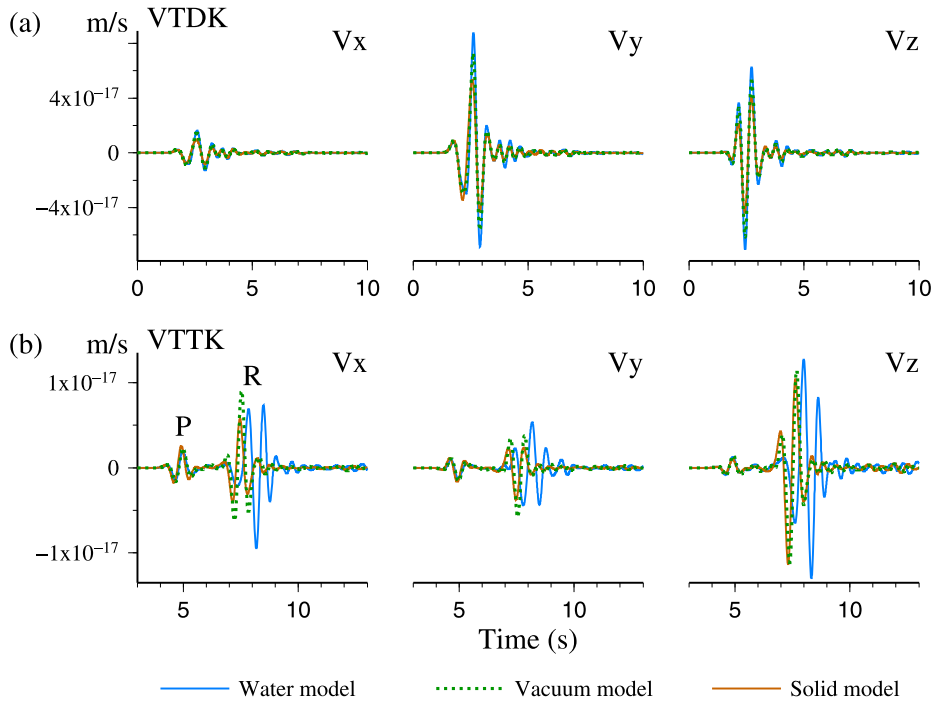 (a) m/s VTDK Vx Vy Vz
4x10−17
0
−4x10−17
0 5 10 0 5 10 0 5 10
(b) m/s VTTK Vx Vy Vz
1x10−17
P R
0
−1x10−17
5 10 5 10 5 10
Time (s)
Water model Vacuum model Solid model